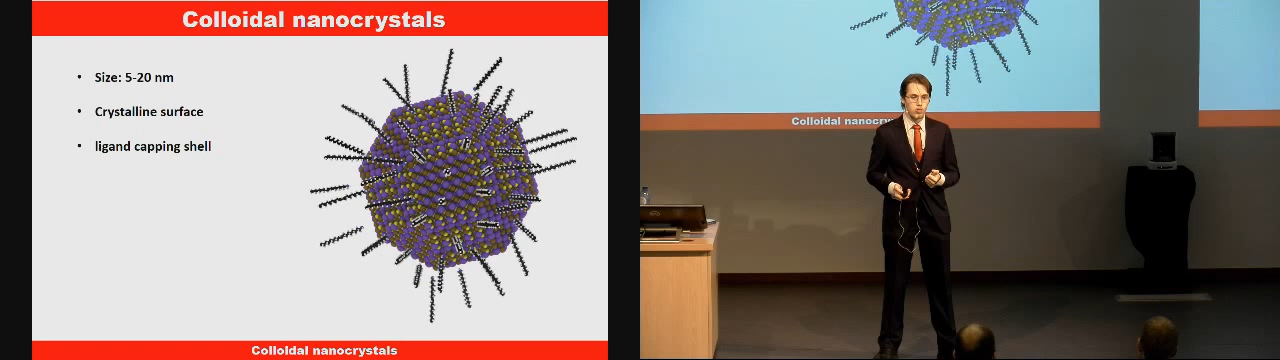 Colloidal nanocrystals
• Size: 5-20 nm
• Crystalline surface
• ligand capping shell
Colloidal nanocrystals
Colloidal nanocry